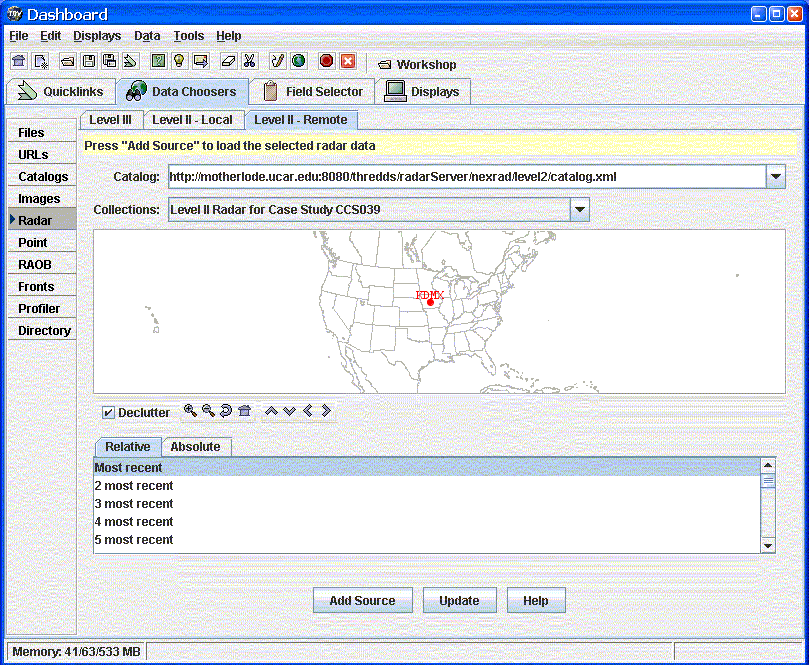 Dashboard
File Edit Displays Data Tools Help
Workshop
Quicklinks Data Choosers Field Selector Displays
Level III Level II - Local Level II - Remote
Files
URLs
Catalogs
Images
Radar
Point
RAOB
Fronts
Profiler
Directory
Press "Add Source" to load the selected radar data
Catalog: http://motherlode.ucar.edu:8080/thredds/radarServer/nexrad/level2/catalog.xml
Collections: Level II Radar for Case Study CCS039
KDMX
Declutter
Relative Absolute
Most recent
2 most recent
3 most recent
4 most recent
5 most recent
Add Source Update Help
Memory: 41/63/533 MB